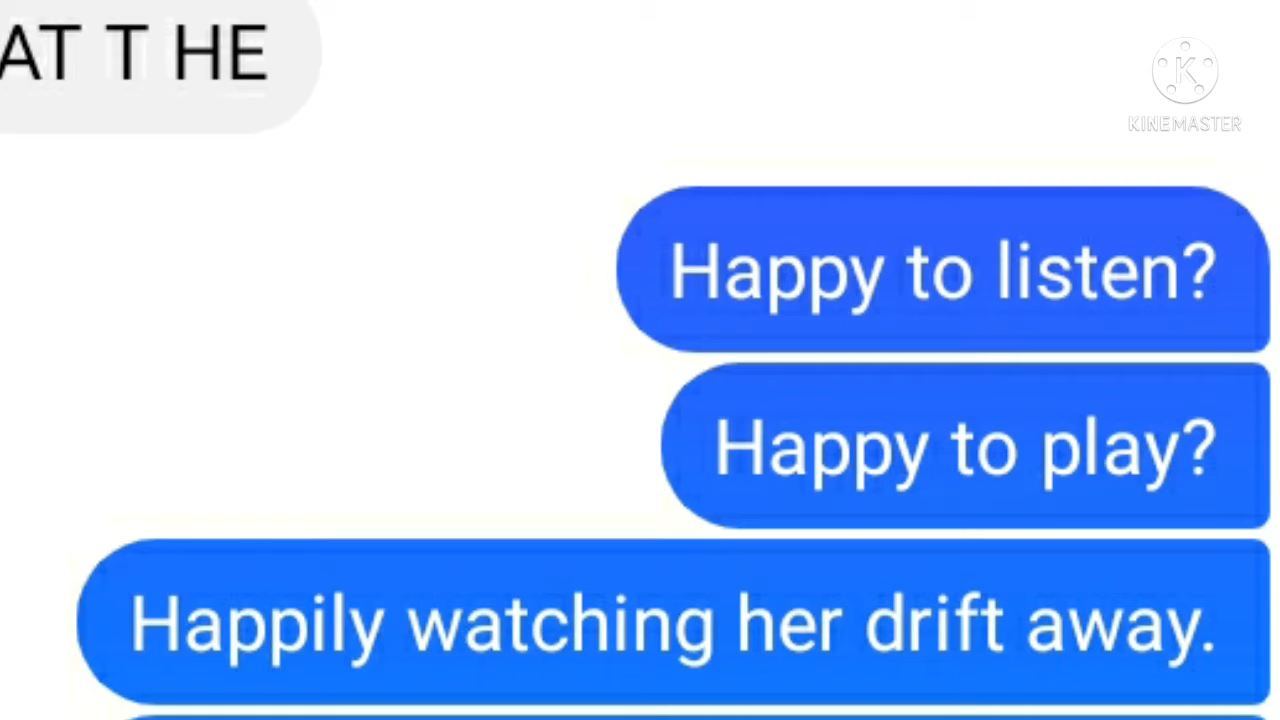 AT T HE
KINEMASTER
Happy to listen?
Happy to play?
Happily watching her drift away.